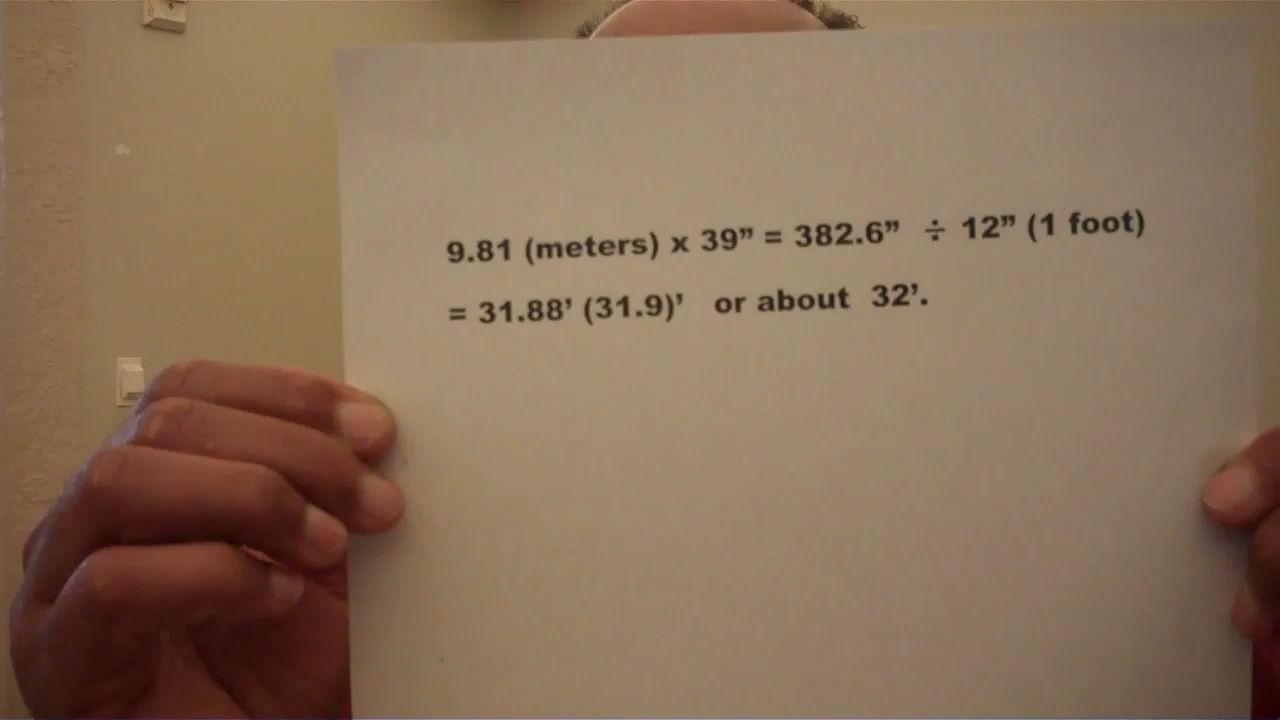 9.81 (meters) x 39” = 382.6” ÷ 12” (1 foot)
= 31.88’ (31.9)’ or about 32’.